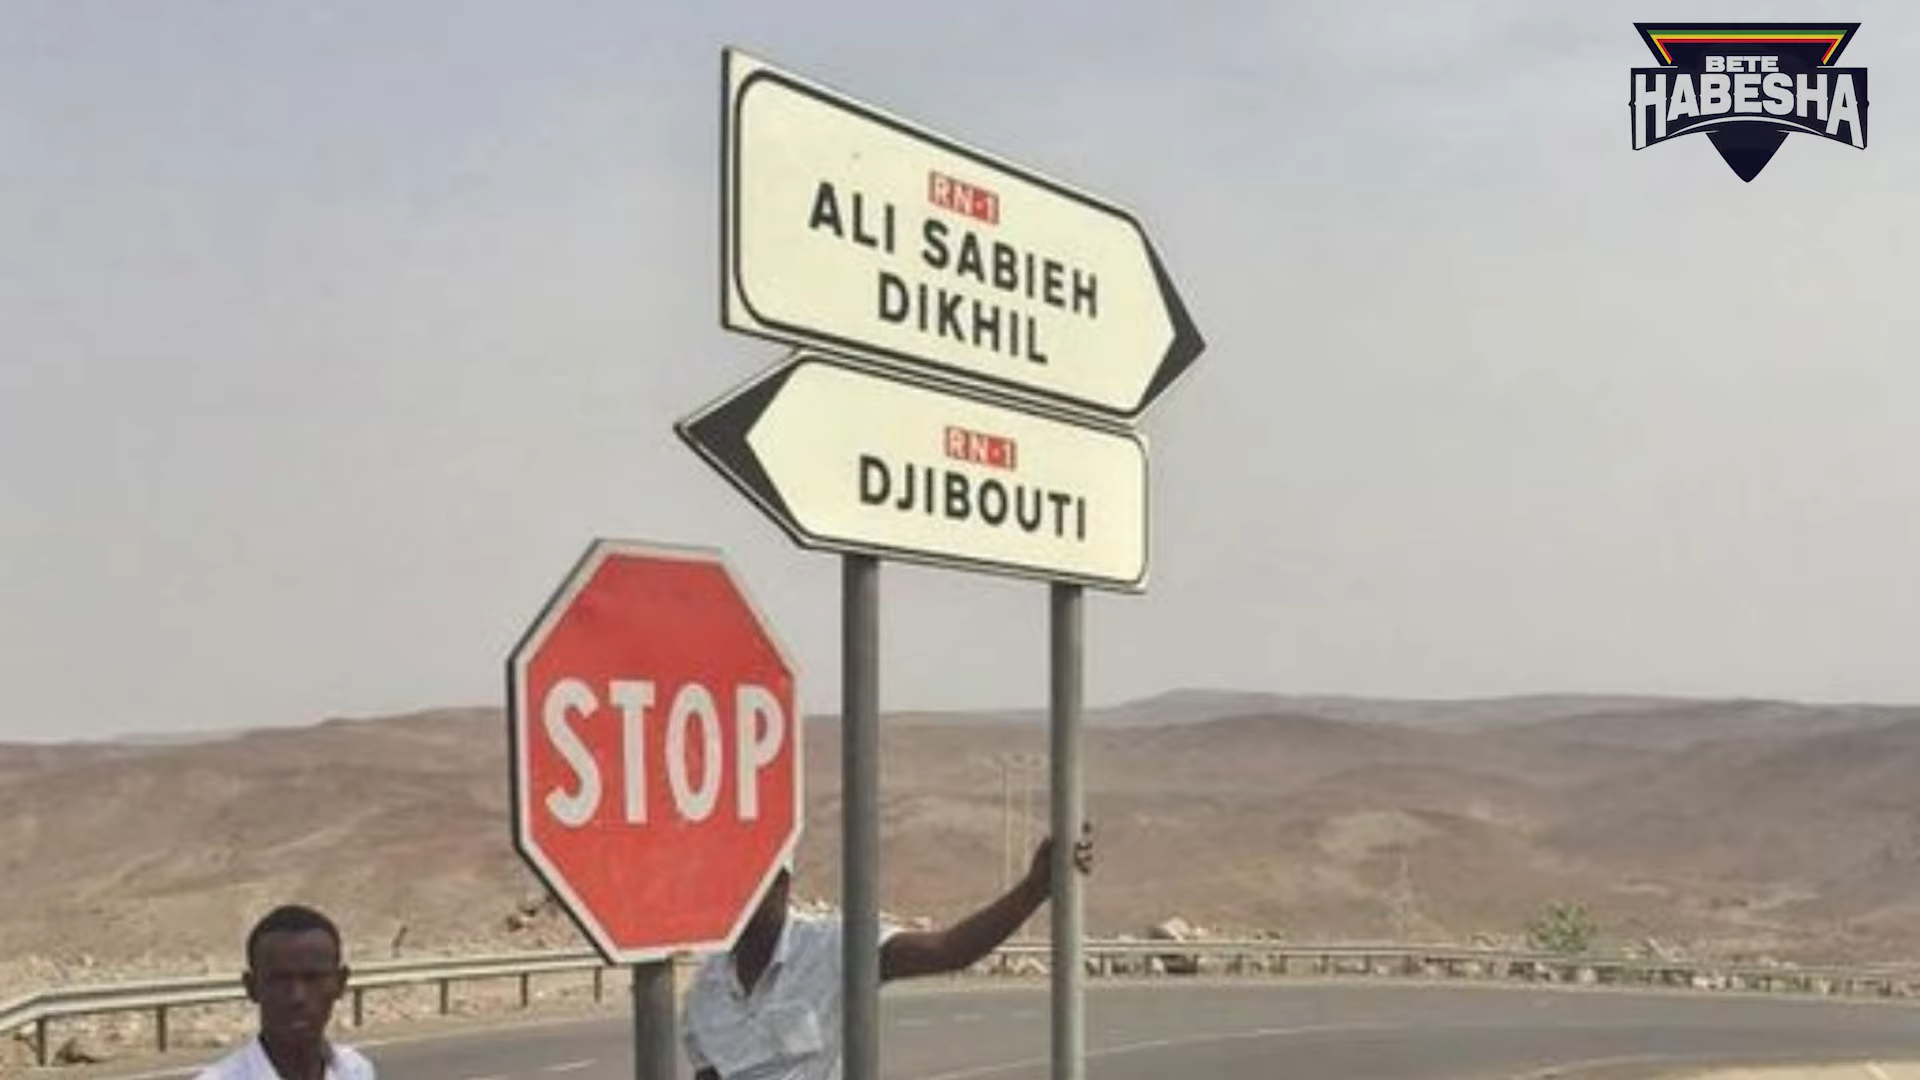 BETE
HABESHA
RN-1
ALI SABIEH
DIKHIL
RN-1
DJIBOUTI
STOP